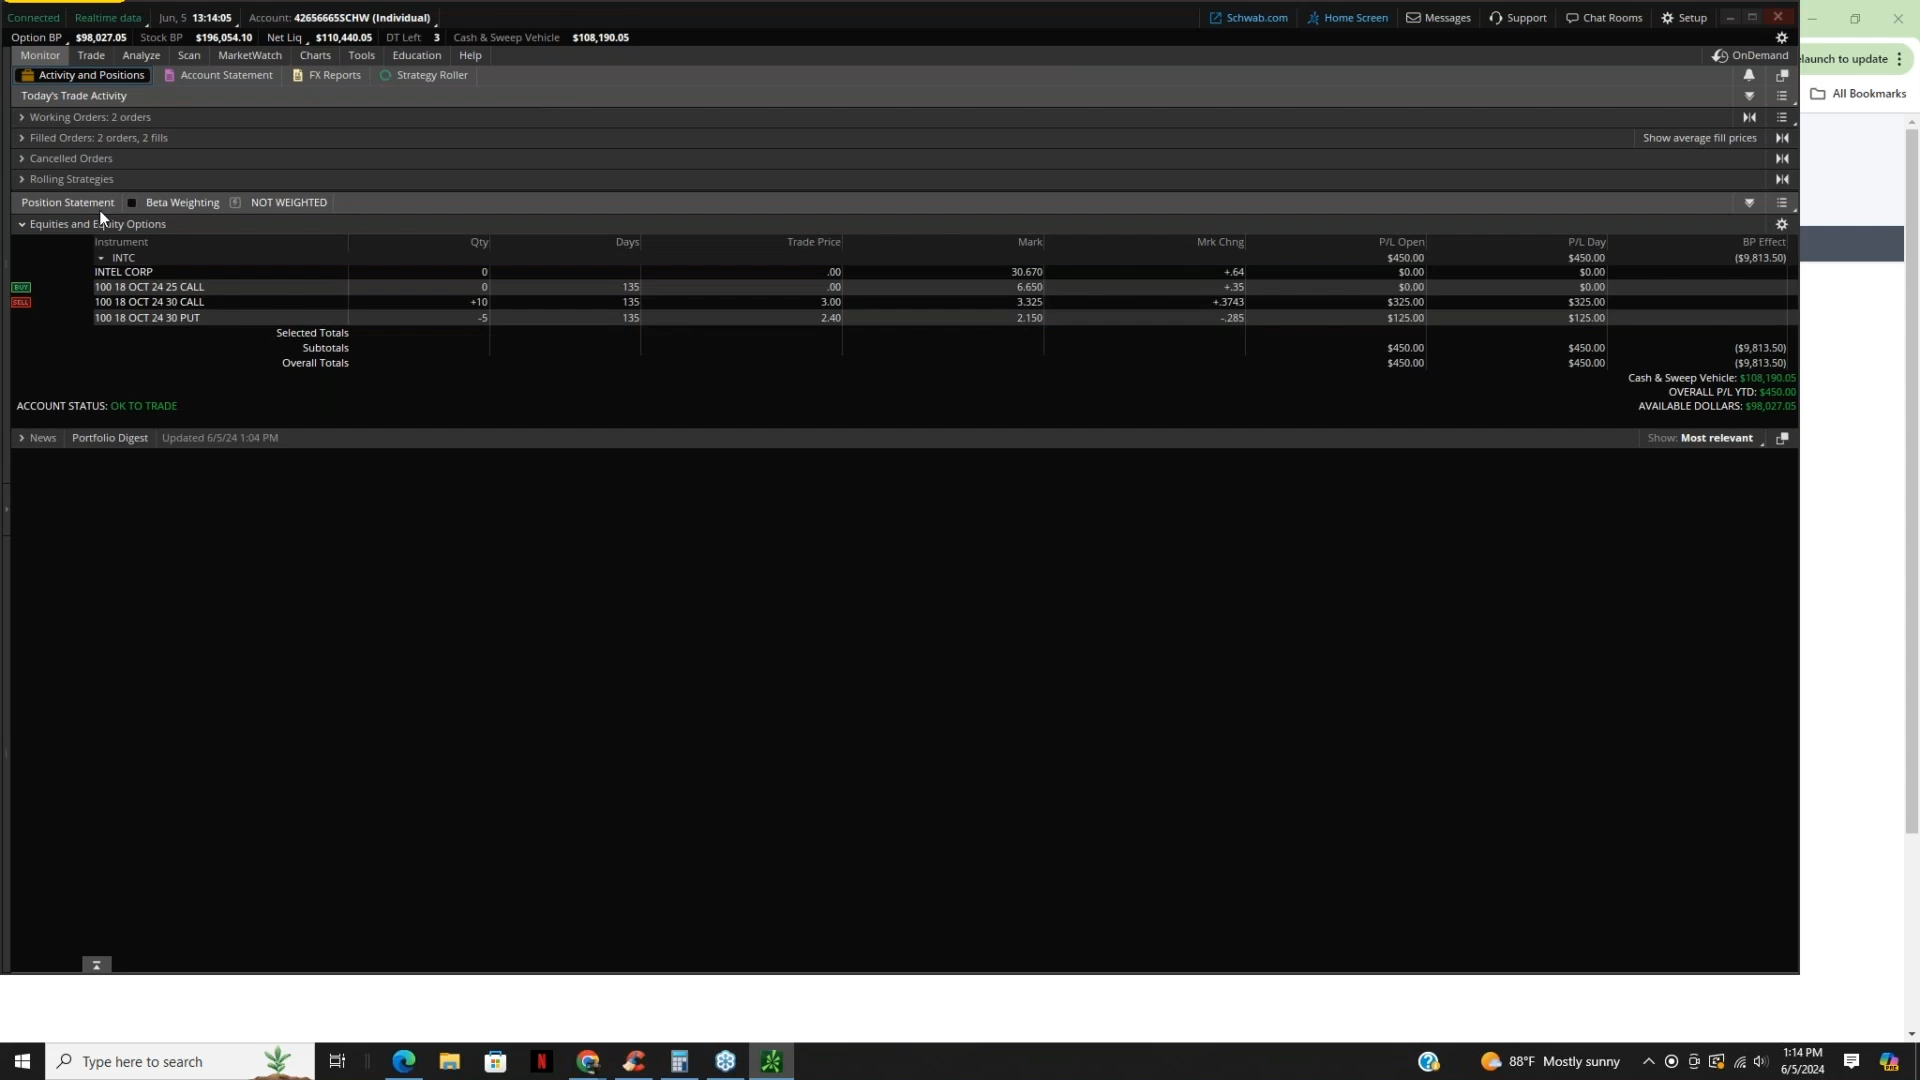 Connected Realtime data Jun, 5 13:14:05 Account: 42656665SCHW (Individual) Schwab.com Home Screen Messages Support Chat Rooms Setup
Option BP $98,027.05 Stock BP $196,054.10 Net Liq $110,440.05 DT Left 3 Cash & Sweep Vehicle $108,190.05
Monitor Trade Analyze Scan MarketWatch Charts Tools Education Help OnDemand
elaunch to update
Activity and Positions Account Statement FX Reports Strategy Roller
All Bookmarks
Today's Trade Activity
Working Orders: 2 orders
Filled Orders: 2 orders, 2 fills Show average fill prices
Cancelled Orders
Rolling Strategies
Position Statement Beta Weighting NOT WEIGHTED
Equities and Equity Options
Instrument Qty Days Trade Price Mark Mrk Chng P/L Open P/L Day BP Effect
INTC $450.00 $450.00 ($9,813.50)
INTEL CORP 0 .00 30.670 +.64 $0.00 $0.00
BUY 100 18 OCT 24 25 CALL 0 135 .00 6.650 +.35 $0.00 $0.00
SELL 100 18 OCT 24 30 CALL +10 135 3.00 3.325 +.3743 $325.00 $325.00
100 18 OCT 24 30 PUT -5 135 2.40 2.150 -.285 $125.00 $125.00
Selected Totals
Subtotals $450.00 $450.00 ($9,813.50)
Overall Totals $450.00 $450.00 ($9,813.50)
Cash & Sweep Vehicle: $108,190.05
OVERALL P/L YTD: $450.00
ACCOUNT STATUS: OK TO TRADE AVAILABLE DOLLARS: $98,027.05
News Portfolio Digest Updated 6/5/24 1:04 PM Show: Most relevant
Type here to search 88°F Mostly sunny 1:14 PM
6/5/2024